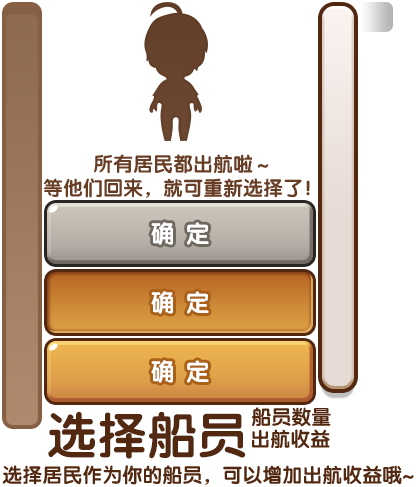 所有居民都出航啦～
等他们回来，就可重新选择了！
确 定
确 定
确 定
选择船员
船员数量
出航收益
选择居民作为你的船员，可以增加出航收益哦~